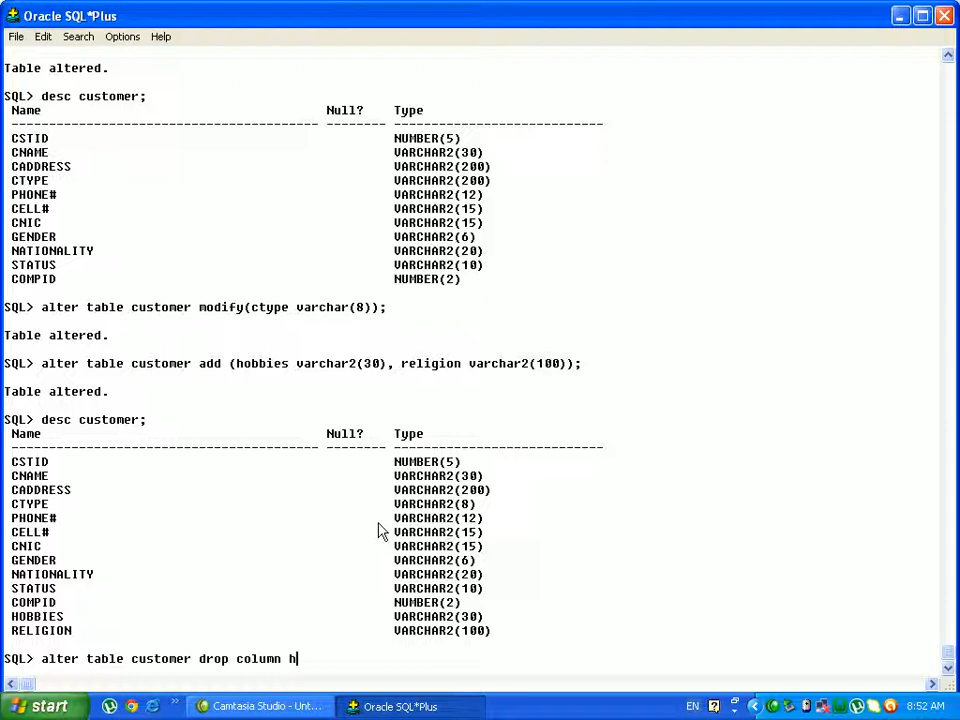 Oracle SQL*Plus
File Edit Search Options Help
Table altered.
SQL> desc customer;
Name Null? Type
----------------------------------------- -------- ----------------------------
CSTID NUMBER(5)
CNAME VARCHAR2(30)
CADDRESS VARCHAR2(200)
CTYPE VARCHAR2(200)
PHONE# VARCHAR2(12)
CELL# VARCHAR2(15)
CNIC VARCHAR2(15)
GENDER VARCHAR2(6)
NATIONALITY VARCHAR2(20)
STATUS VARCHAR2(10)
COMPID NUMBER(2)
SQL> alter table customer modify(ctype varchar(8));
Table altered.
SQL> alter table customer add (hobbies varchar2(30), religion varchar2(100));
Table altered.
SQL> desc customer;
Name Null? Type
----------------------------------------- -------- ----------------------------
CSTID NUMBER(5)
CNAME VARCHAR2(30)
CADDRESS VARCHAR2(200)
CTYPE VARCHAR2(8)
PHONE# VARCHAR2(12)
CELL# VARCHAR2(15)
CNIC VARCHAR2(15)
GENDER VARCHAR2(6)
NATIONALITY VARCHAR2(20)
STATUS VARCHAR2(10)
COMPID NUMBER(2)
HOBBIES VARCHAR2(30)
RELIGION VARCHAR2(100)
SQL> alter table customer drop column h
start » Camtasia Studio - Unt... Oracle SQL*Plus EN 8:52 AM